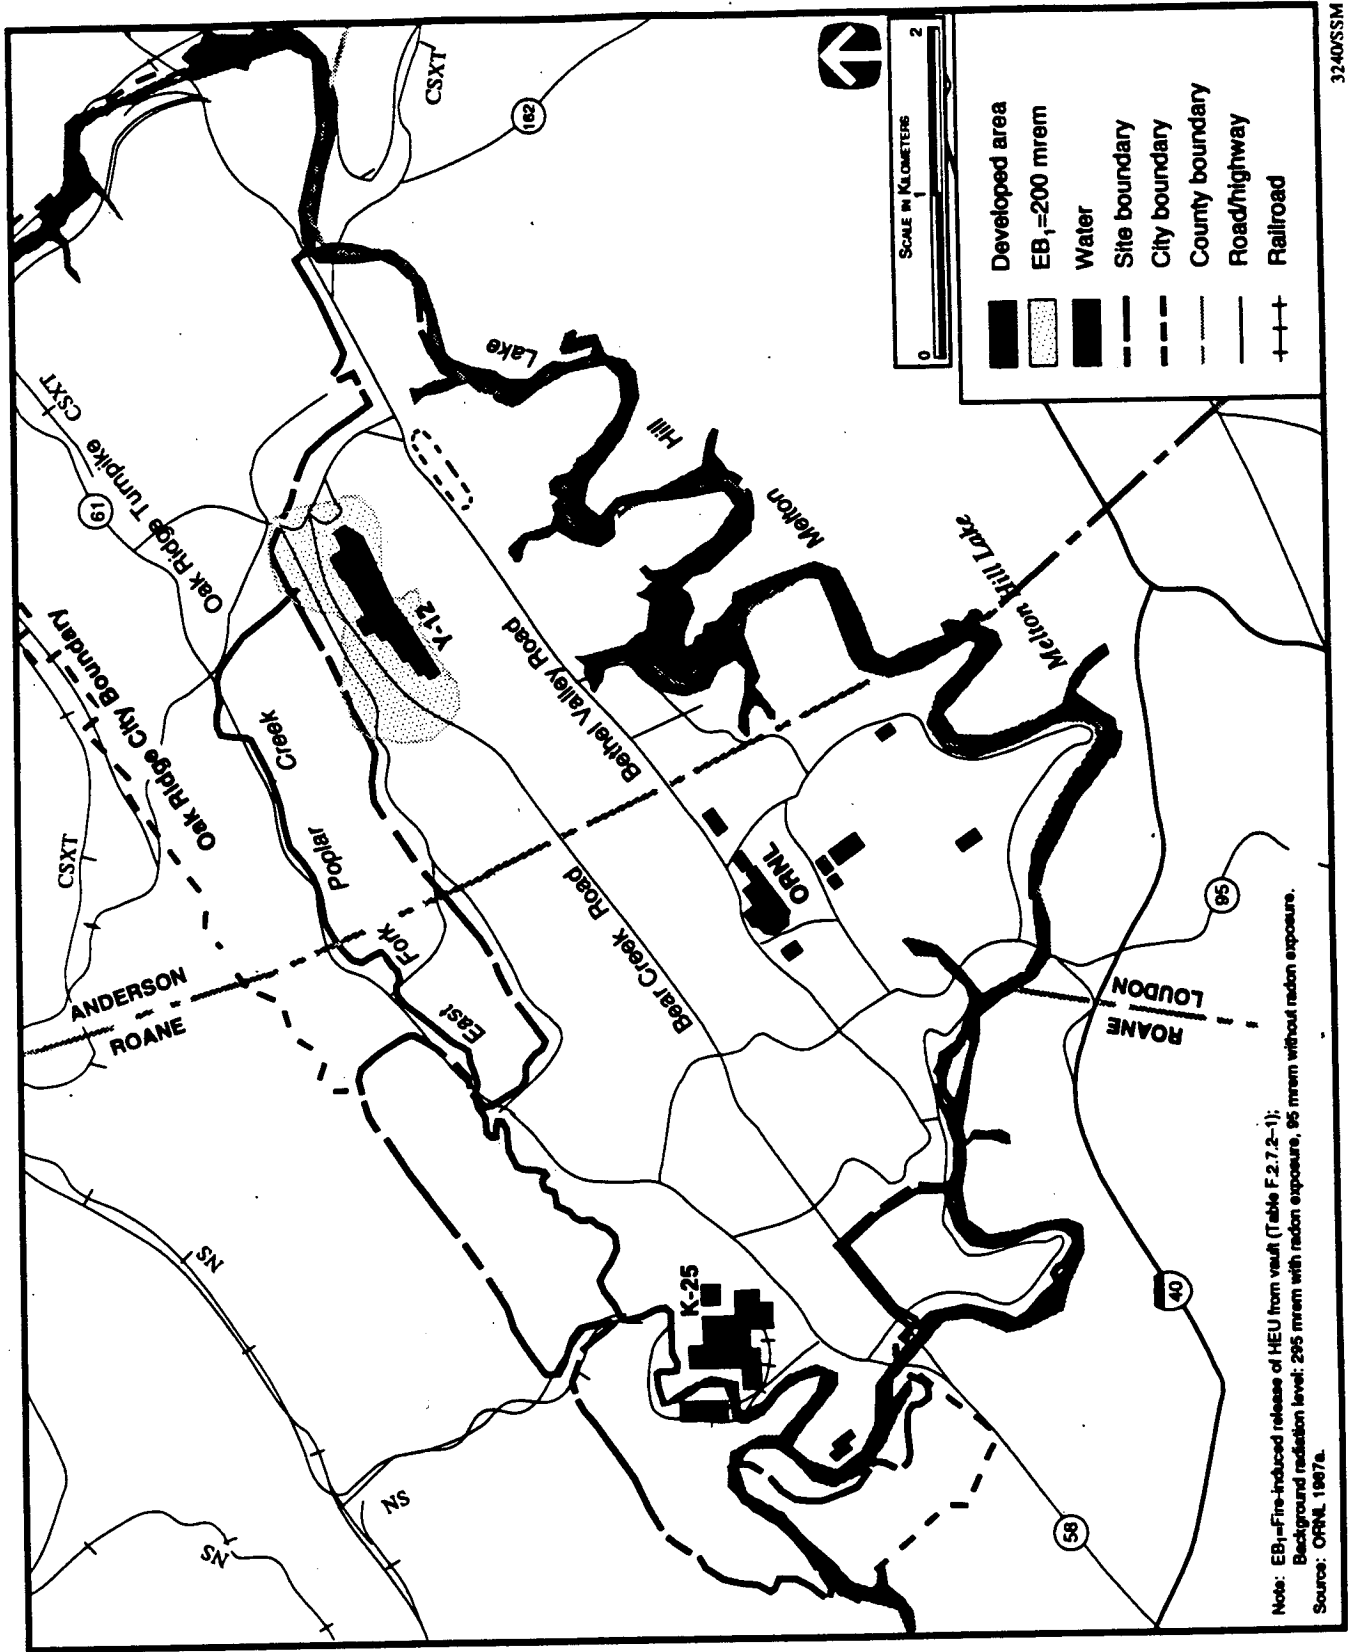 3240/SSM
SCALE IN KILOMETERS
0 1 2
Developed area
EB1=200 mrem
Water
Site boundary
City boundary
County boundary
Road/highway
Railroad
CSXT
162
CSXT
61
Oak Ridge Turnpike
Oak Ridge City Boundary
CSXT
Y-12
Lake
Hill
Melton
Melton Hill Lake
Bethel Valley Road
Bear Creek Road
Creek
Poplar
Fork
East
ANDERSON
ROANE
ORNL
95
LOUDON
ROANE
K-25
NS
NS
NS
40
58
Note: EB1=Fire-induced release of HEU from vault (Table F.2.7.2-1);
Background radiation level: 295 mrem with radon exposure, 95 mrem without radon exposure.
Source: ORNL 1987a.